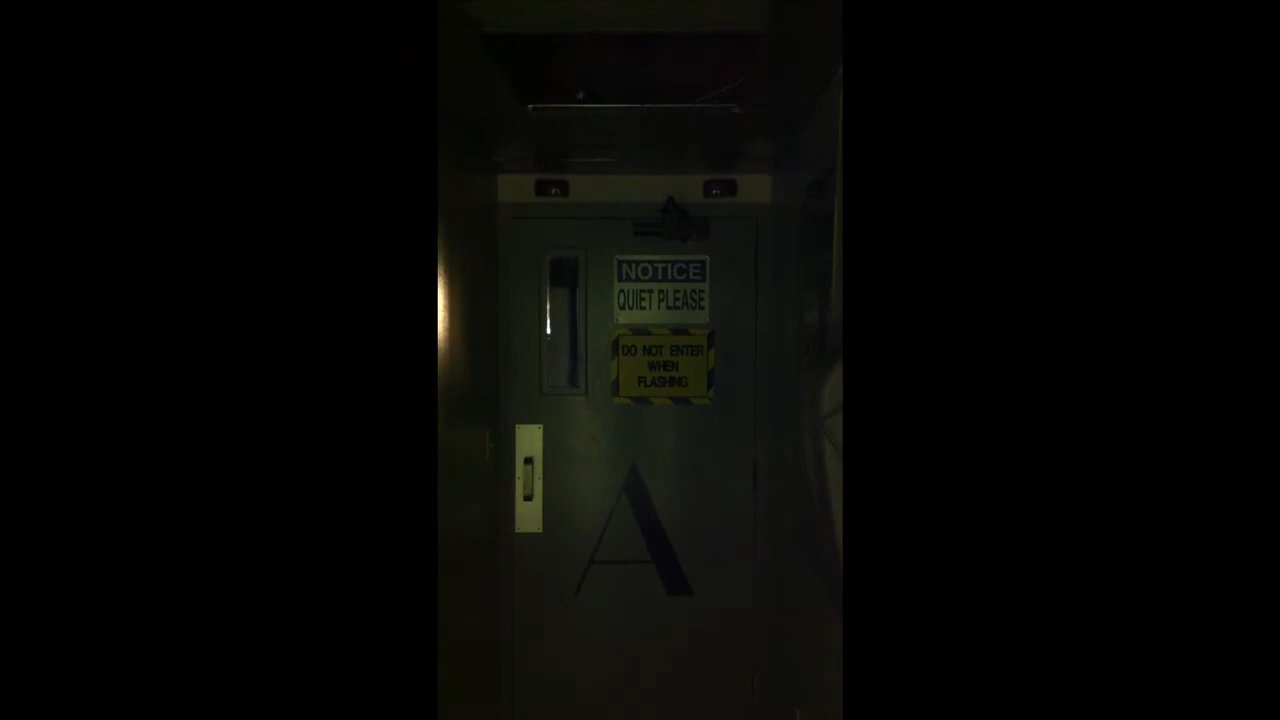 NOTICE
QUIET PLEASE
DO NOT ENTER
WHEN
FLASHING
A